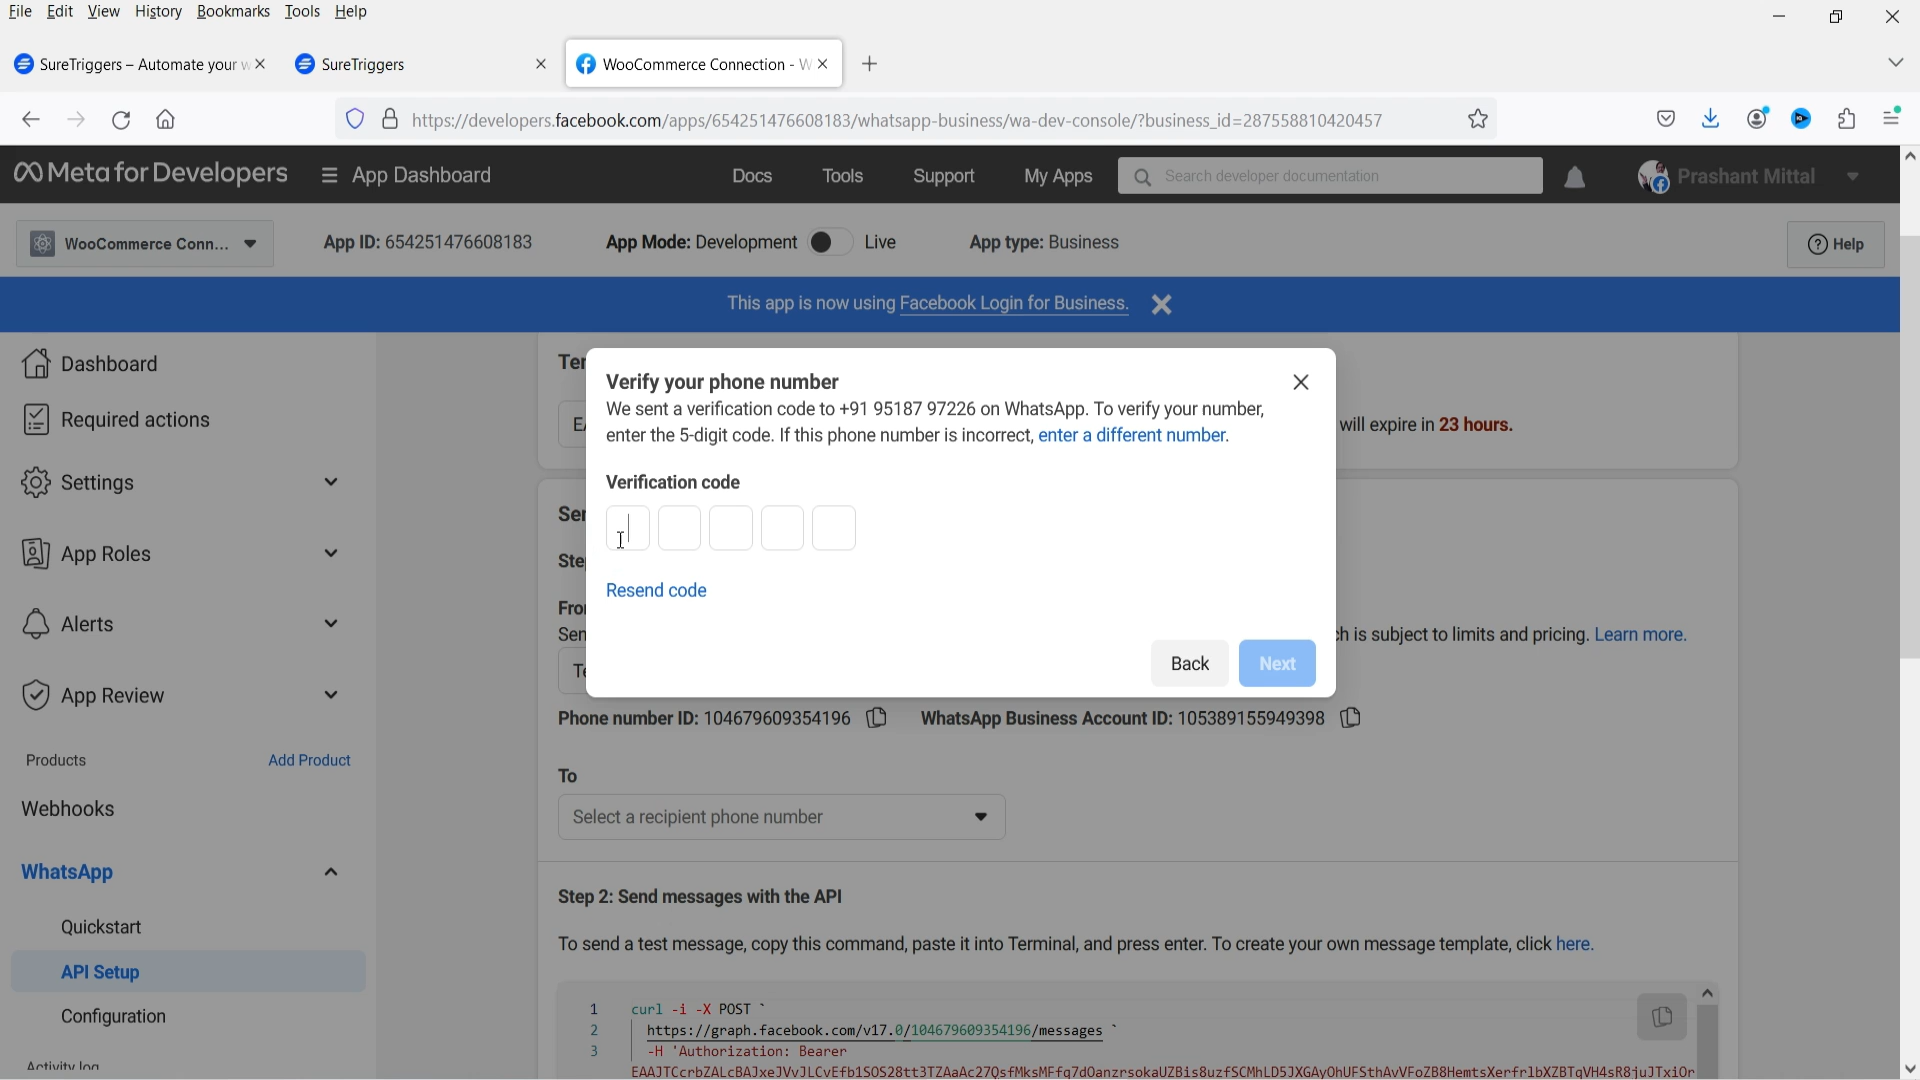 File Edit View History Bookmarks Tools Help
SureTriggers – Automate your w
SureTriggers
WooCommerce Connection - W
https://developers.facebook.com/apps/654251476608183/whatsapp-business/wa-dev-console/?business_id=287558810420457
Meta for Developers
App Dashboard
Docs Tools Support My Apps
Search developer documentation
Prashant Mittal
WooCommerce Conn...
App ID: 654251476608183
App Mode: Development Live
App type: Business
Help
This app is now using Facebook Login for Business.
Dashboard
Required actions
Settings
App Roles
Alerts
App Review
Products Add Product
Webhooks
WhatsApp
Quickstart
API Setup
Configuration
Activity log
will expire in 23 hours.
Verify your phone number
We sent a verification code to +91 95187 97226 on WhatsApp. To verify your number,
enter the 5-digit code. If this phone number is incorrect, enter a different number.
Verification code
Resend code
Back Next
is subject to limits and pricing. Learn more.
Phone number ID: 104679609354196 WhatsApp Business Account ID: 105389155949398
To
Select a recipient phone number
Step 2: Send messages with the API
To send a test message, copy this command, paste it into Terminal, and press enter. To create your own message template, click here.
1 curl -i -X POST `
2 https://graph.facebook.com/v17.0/104679609354196/messages `
3 -H 'Authorization: Bearer